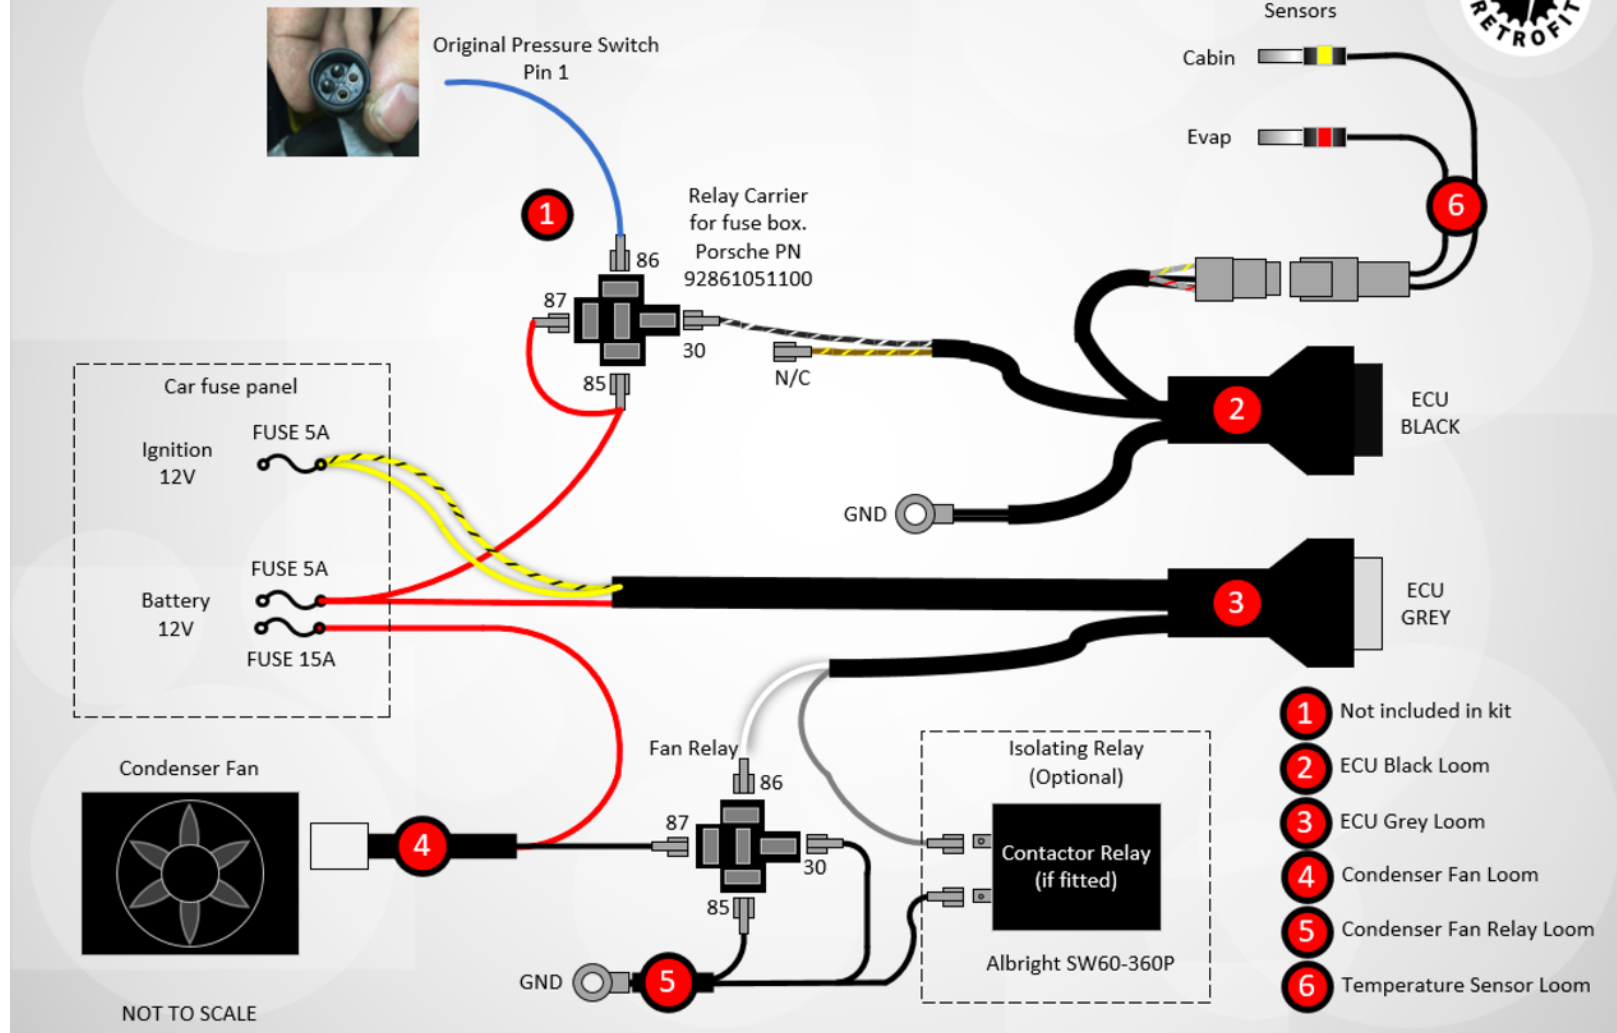 Sensors
RETROFIT
Original Pressure Switch
Pin 1
Cabin
Evap
1
Relay Carrier
for fuse box.
Porsche PN
92861051100
6
86
87
30
85
N/C
Car fuse panel
FUSE 5A
Ignition
12V
2
ECU
BLACK
GND
FUSE 5A
Battery
12V
FUSE 15A
3
ECU
GREY
Condenser Fan
Fan Relay
86
87
30
85
Isolating Relay
(Optional)
Contactor Relay
(if fitted)
Albright SW60-360P
4
GND
5
NOT TO SCALE
1 Not included in kit
2 ECU Black Loom
3 ECU Grey Loom
4 Condenser Fan Loom
5 Condenser Fan Relay Loom
6 Temperature Sensor Loom